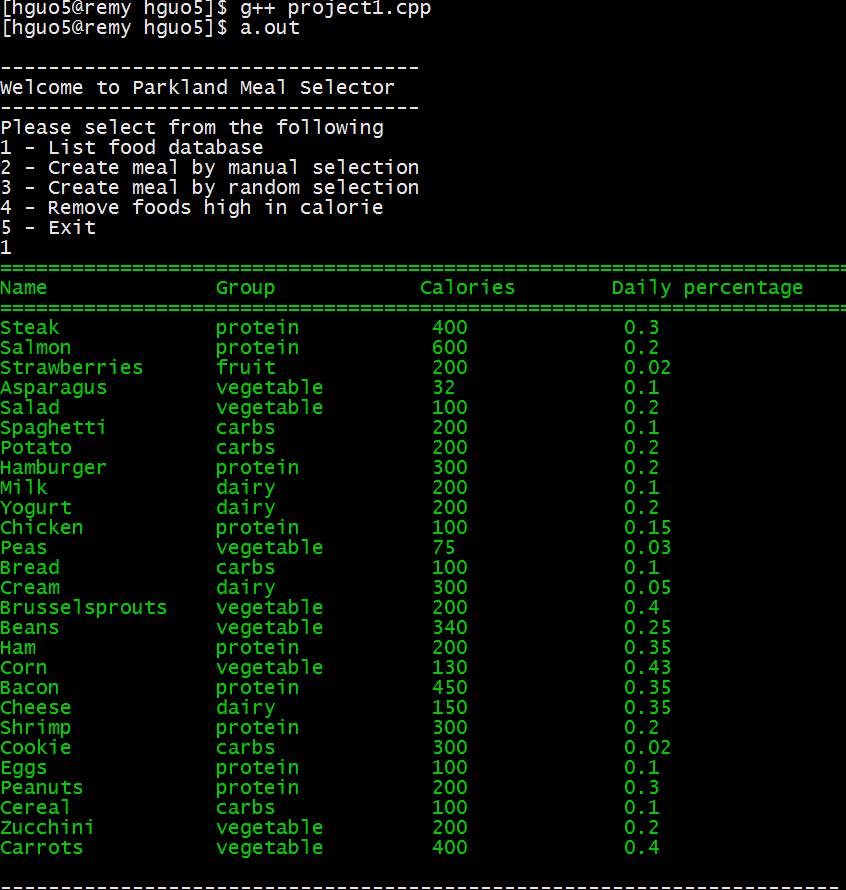 [hguo5@remy hguo5]$ g++ project1.cpp
[hguo5@remy hguo5]$ a.out
-----------------------------------
Welcome to Parkland Meal Selector
-----------------------------------
Please select from the following
1 - List food database
2 - Create meal by manual selection
3 - Create meal by random selection
4 - Remove foods high in calorie
5 - Exit
1
=======================================================================
Name Group Calories Daily percentage
=======================================================================
Steak protein 400 0.3
Salmon protein 600 0.2
Strawberries fruit 200 0.02
Asparagus vegetable 32 0.1
Salad vegetable 100 0.2
Spaghetti carbs 200 0.1
Potato carbs 200 0.2
Hamburger protein 300 0.2
Milk dairy 200 0.1
Yogurt dairy 200 0.2
Chicken protein 100 0.15
Peas vegetable 75 0.03
Bread carbs 100 0.1
Cream dairy 300 0.05
Brusselsprouts vegetable 200 0.4
Beans vegetable 340 0.25
Ham protein 200 0.35
Corn vegetable 130 0.43
Bacon protein 450 0.35
Cheese dairy 150 0.35
Shrimp protein 300 0.2
Cookie carbs 300 0.02
Eggs protein 100 0.1
Peanuts protein 200 0.3
Cereal carbs 100 0.1
Zucchini vegetable 200 0.2
Carrots vegetable 400 0.4
----------------------------------------------------------------------